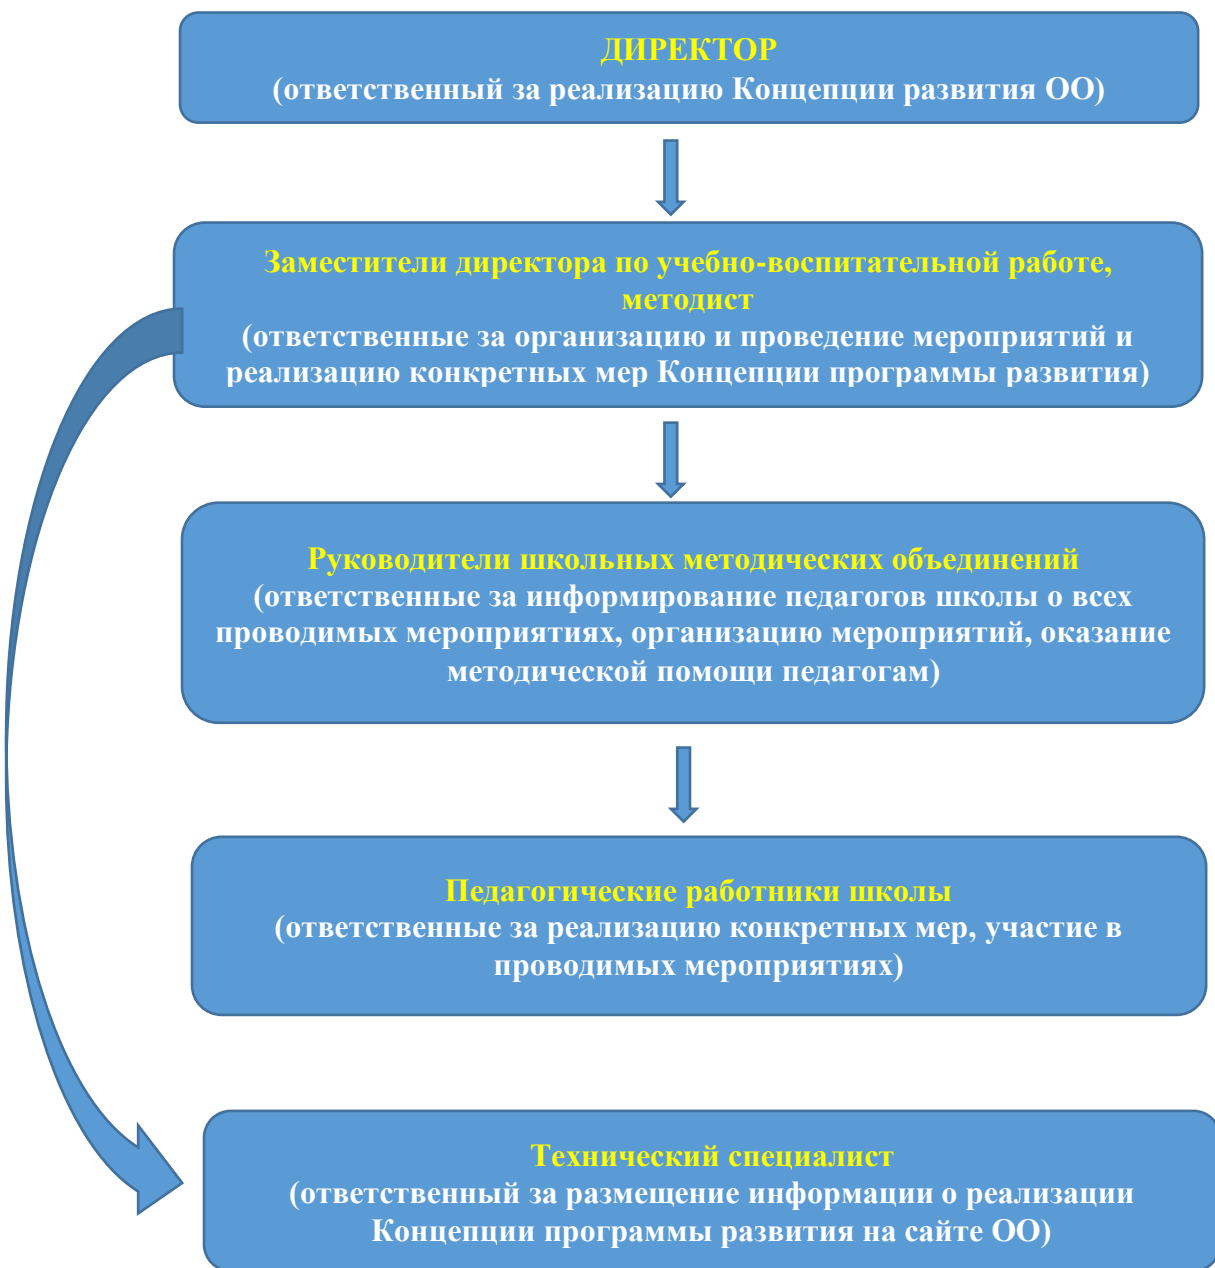 ДИРЕКТОР
(ответственный за реализацию Концепции развития ОО)
Заместители директора по учебно-воспитательной работе,
методист
(ответственные за организацию и проведение мероприятий и
реализацию конкретных мер Концепции программы развития)
Руководители школьных методических объединений
(ответственные за информирование педагогов школы о всех
проводимых мероприятиях, организацию мероприятий, оказание
методической помощи педагогам)
Педагогические работники школы
(ответственные за реализацию конкретных мер, участие в
проводимых мероприятиях)
Технический специалист
(ответственный за размещение информации о реализации
Концепции программы развития на сайте ОО)